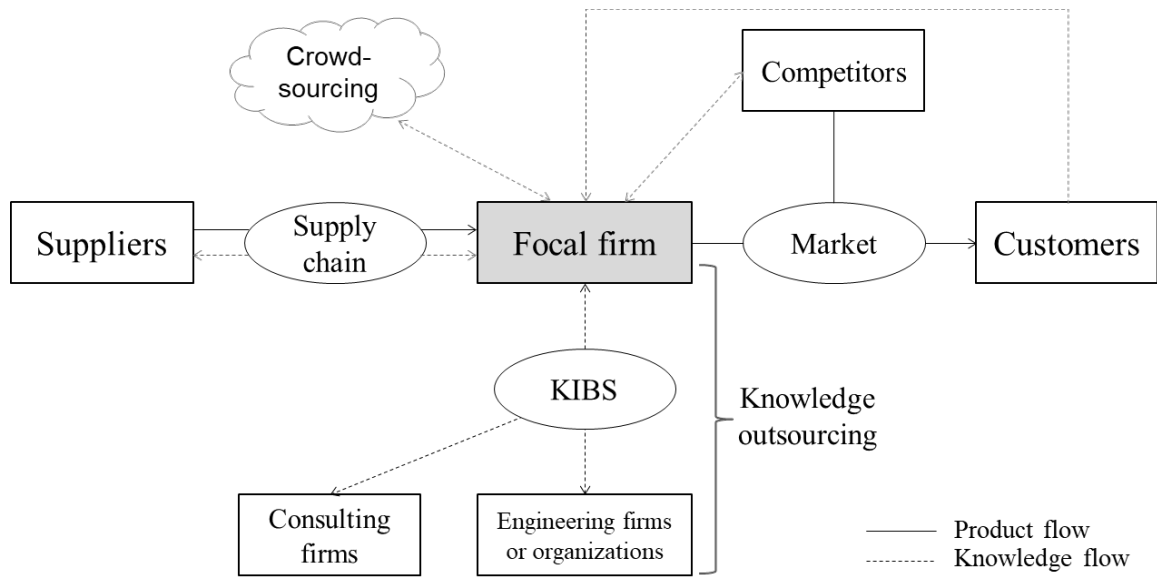 Crowd-
sourcing
Competitors
Suppliers
Supply
chain
Focal firm
Market
Customers
KIBS
Knowledge
outsourcing
Consulting
firms
Engineering firms
or organizations
Product flow
Knowledge flow